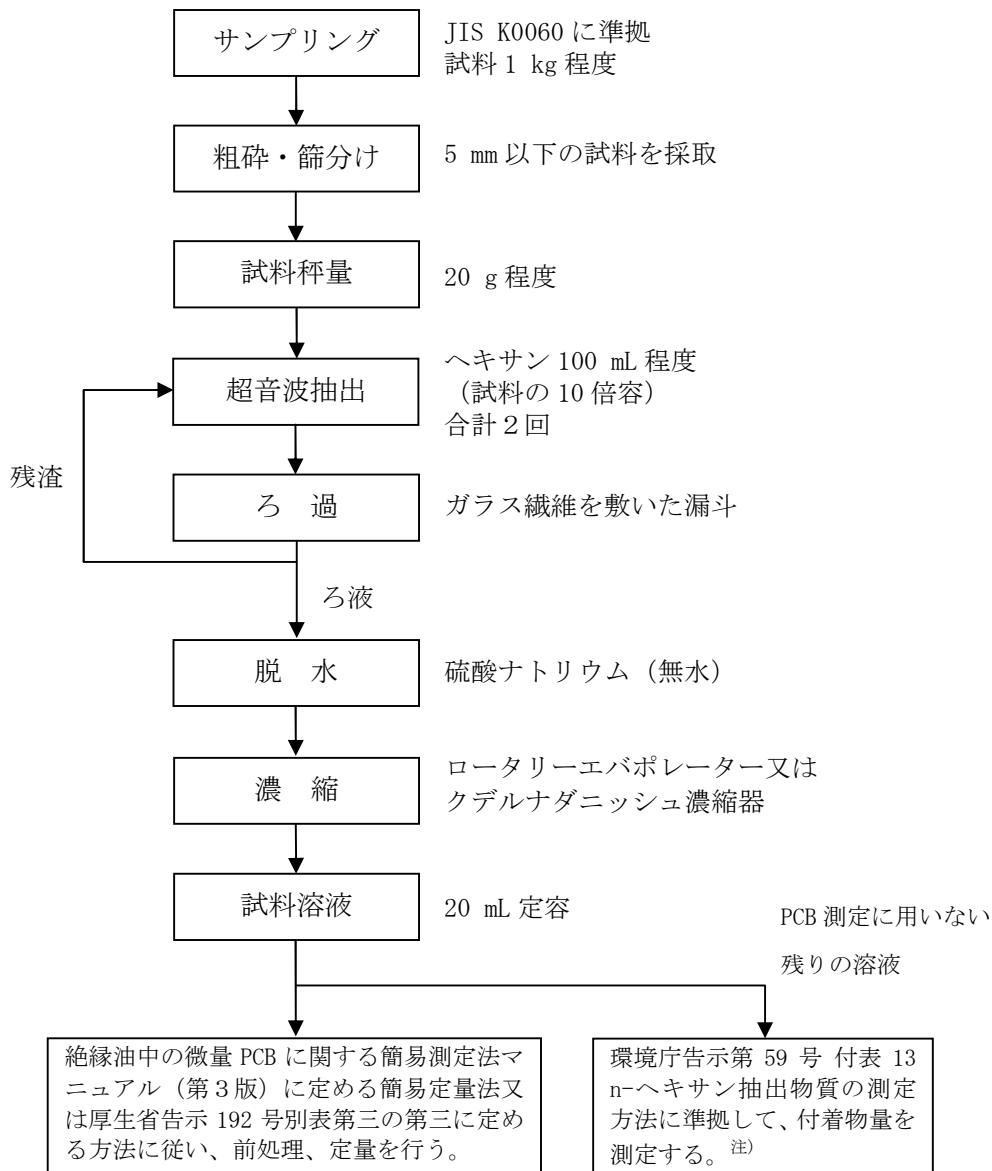 サンプリング
JIS K0060 に準拠
試料 1 kg 程度
粗砕・篩分け
5 mm 以下の試料を採取
試料秤量
20 g 程度
超音波抽出
ヘキサン 100 mL 程度
（試料の 10 倍容）
合計２回
残渣
ろ　過
ガラス繊維を敷いた漏斗
ろ液
脱　水
硫酸ナトリウム（無水）
濃　縮
ロータリーエバポレーター又は
クデルナダニッシュ濃縮器
試料溶液
20 mL 定容
PCB 測定に用いない
残りの溶液
絶縁油中の微量 PCB に関する簡易測定法マ
ニュアル（第３版）に定める簡易定量法又
は厚生省告示 192 号別表第三の第三に定め
る方法に従い、前処理、定量を行う。
環境庁告示第 59 号 付表 13
n-ヘキサン抽出物質の測定
方法に準拠して、付着物量を
測定する。注)